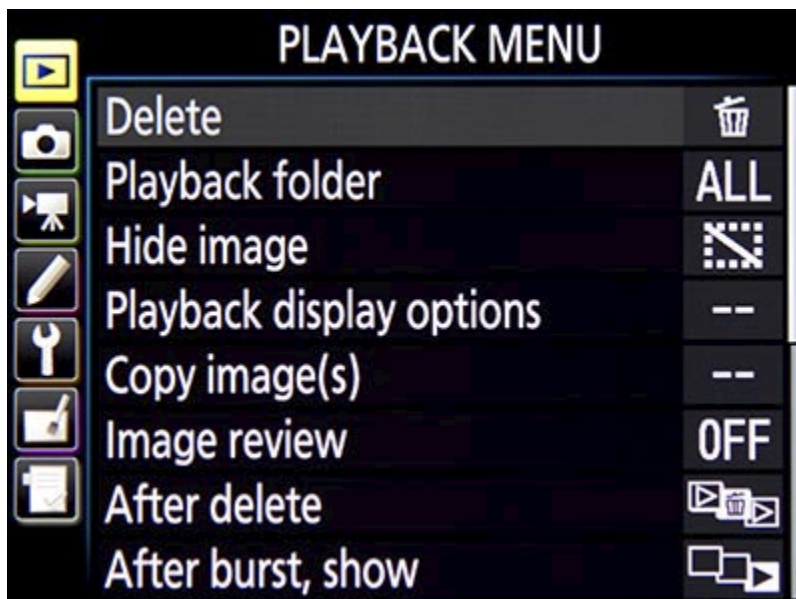 PLAYBACK MENU
Delete
Playback folder ALL
Hide image
Playback display options --
Copy image(s) --
Image review OFF
After delete
After burst, show